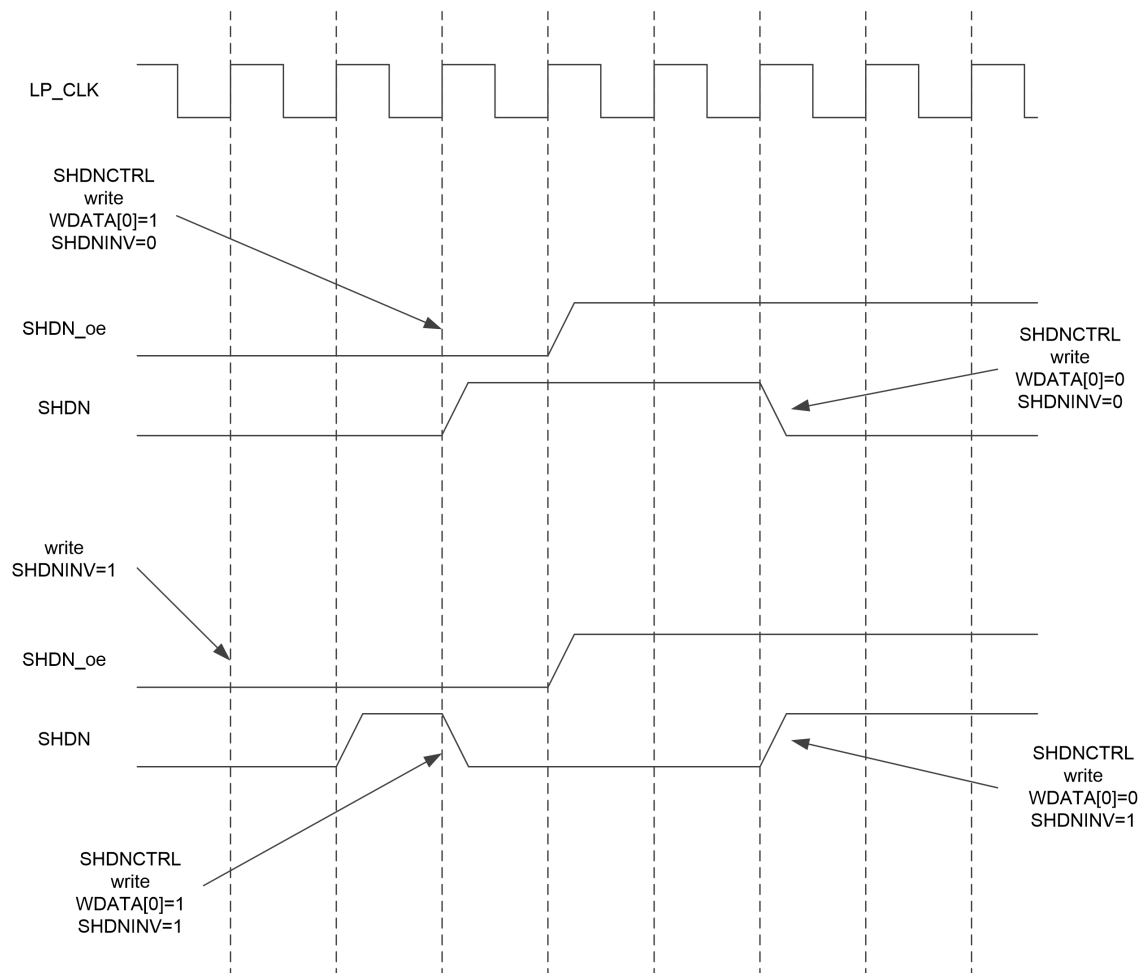 LP_CLK
SHDNCTRL
write
WDATA[0]=1
SHDNINV=0
SHDN_oe
SHDNCTRL
write
WDATA[0]=0
SHDNINV=0
SHDN
write
SHDNINV=1
SHDN_oe
SHDN
SHDNCTRL
write
WDATA[0]=0
SHDNINV=1
SHDNCTRL
write
WDATA[0]=1
SHDNINV=1